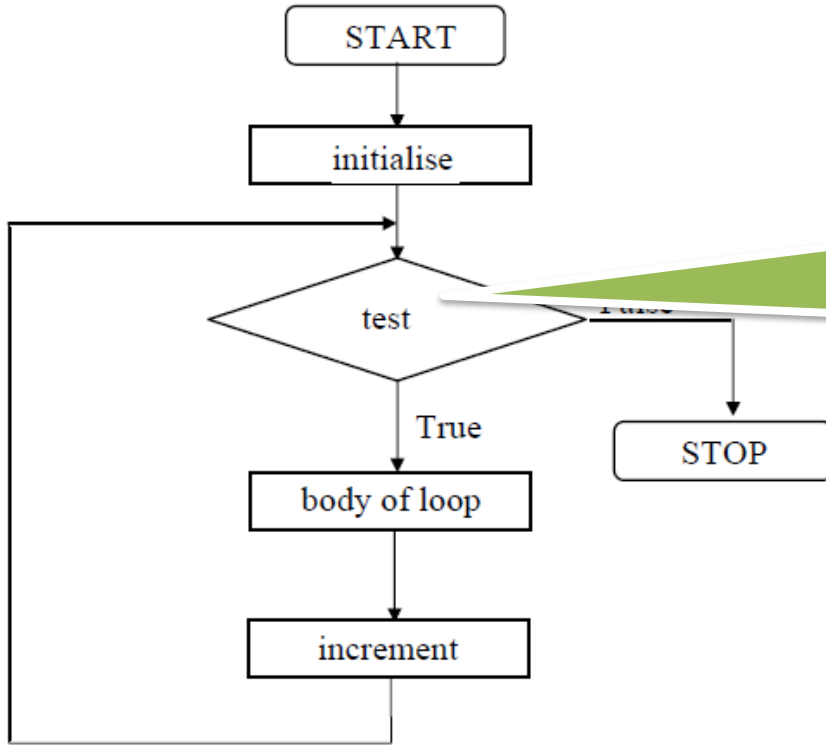 START
initialise
test
True
STOP
body of loop
increment